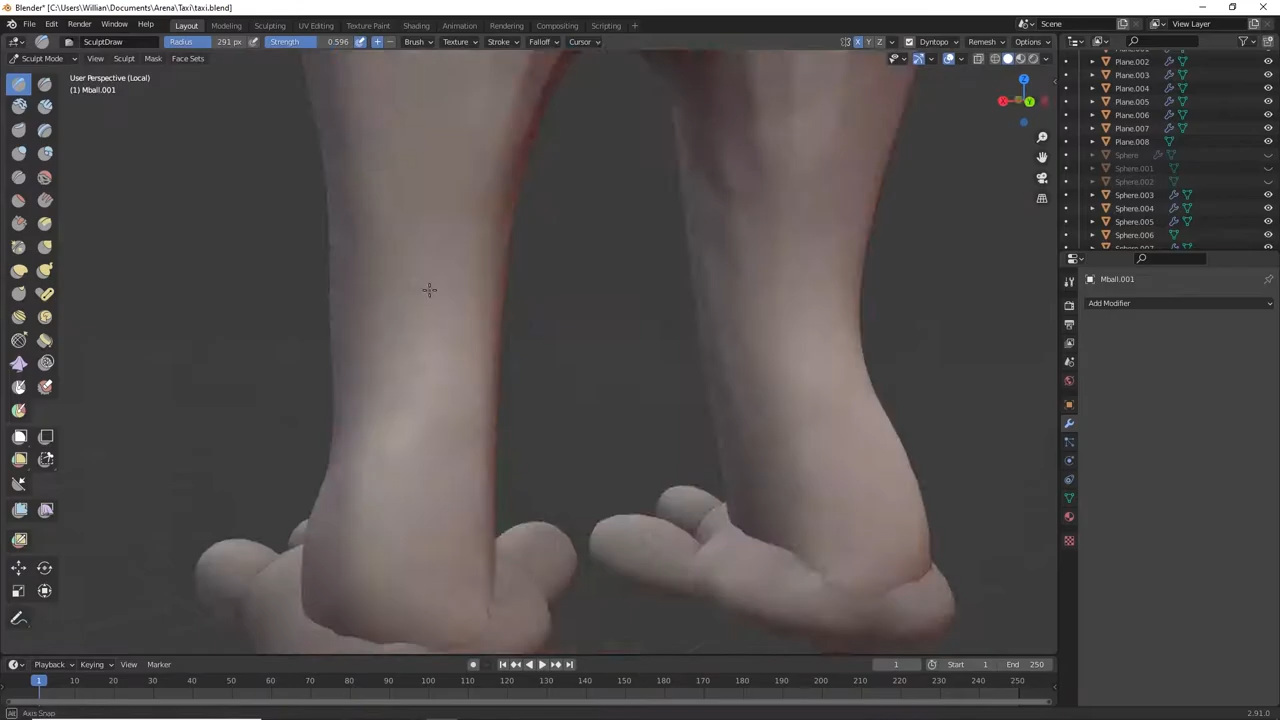 Blender* [C:\Users\Willian\Documents\Arena\Taxi\taxi.blend]
File Edit Render Window Help Layout Modeling Sculpting UV Editing Texture Paint Shading Animation Rendering Compositing Scripting Scene View Layer
SculptDraw Radius 291 px Strength 0.596 Brush Texture Stroke Falloff Cursor X Y Z Dyntopo Remesh Options
Sculpt Mode View Sculpt Mask Face Sets
User Perspective (Local)
(1) Mball.001
Z
X Y
Plane.002
Plane.003
Plane.004
Plane.005
Plane.006
Plane.007
Plane.008
Sphere
Sphere.001
Sphere.002
Sphere.003
Sphere.004
Sphere.005
Sphere.006
Sphere.007
Mball.001
Add Modifier
Playback Keying View Marker 1 Start 1 End 250
1 10 20 30 40 50 60 70 80 90 100 110 120 130 140 150 160 170 180 190 200 210 220 230 240 250
Axis Snap 2.91.0